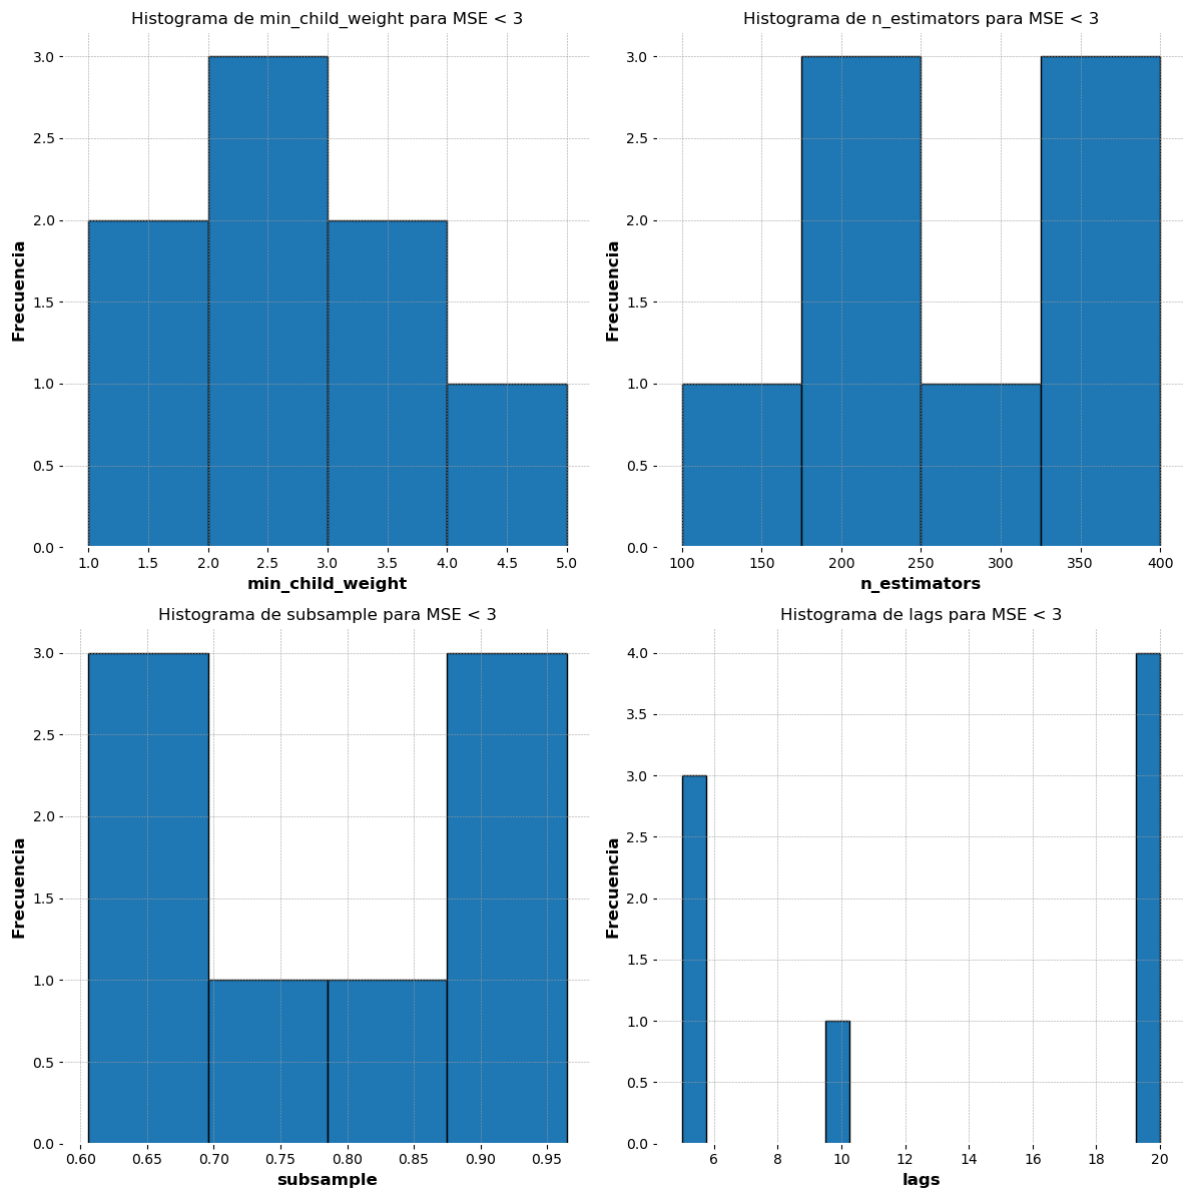 Histograma de min_child_weight para MSE < 3
Frecuencia
3.0
2.5
2.0
1.5
1.0
0.5
0.0
1.0 1.5 2.0 2.5 3.0 3.5 4.0 4.5 5.0
min_child_weight
Histograma de n_estimators para MSE < 3
Frecuencia
3.0
2.5
2.0
1.5
1.0
0.5
0.0
100 150 200 250 300 350 400
n_estimators
Histograma de subsample para MSE < 3
Frecuencia
3.0
2.5
2.0
1.5
1.0
0.5
0.0
0.60 0.65 0.70 0.75 0.80 0.85 0.90 0.95
subsample
Histograma de lags para MSE < 3
Frecuencia
4.0
3.5
3.0
2.5
2.0
1.5
1.0
0.5
0.0
6 8 10 12 14 16 18 20
lags